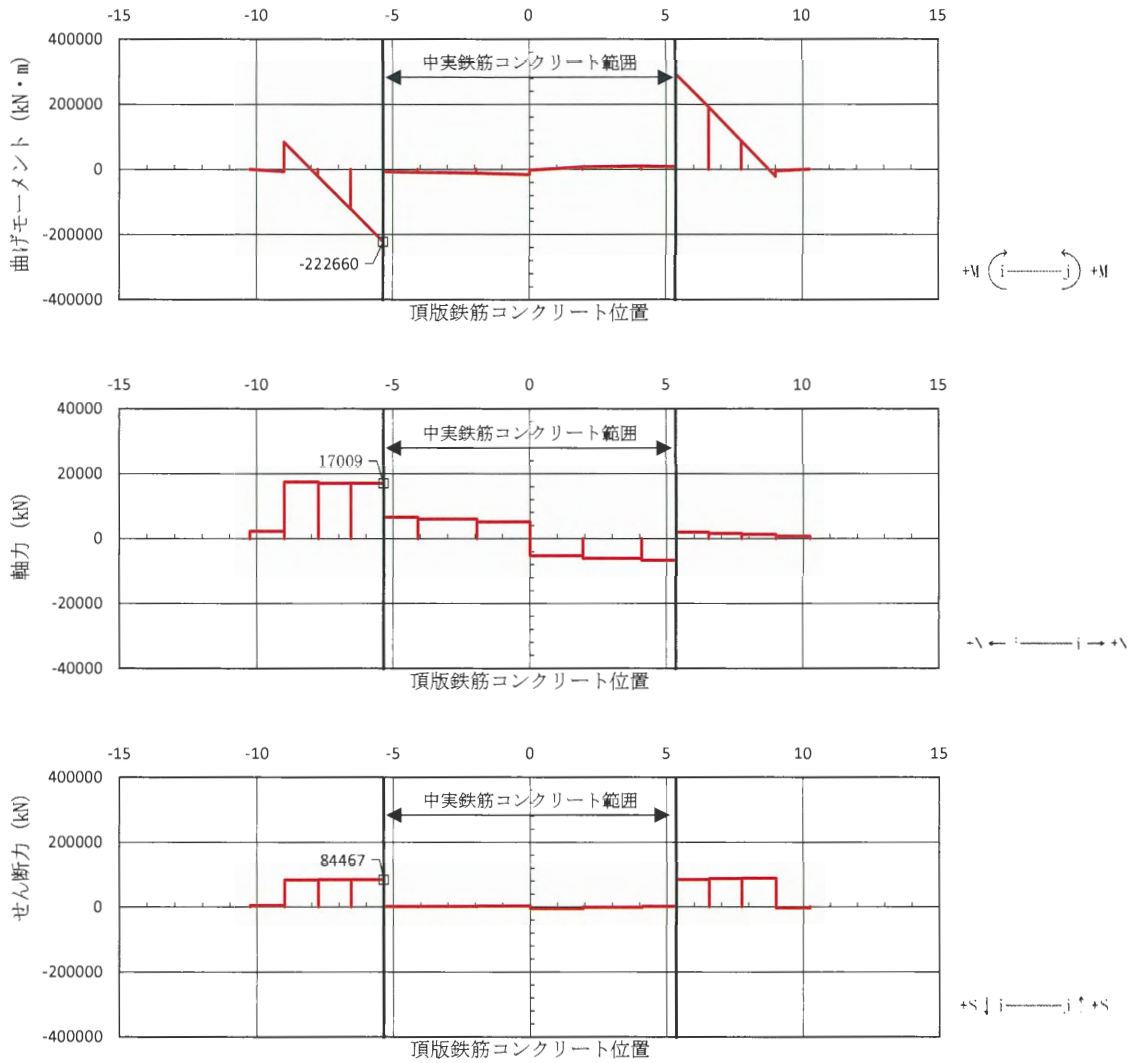 -15 -10 -5 0 5 10 15
400000
200000
0
-200000
-400000
曲げモーメント (kN・m)
中実鉄筋コンクリート範囲
-222660
頂版鉄筋コンクリート位置
+M i j +M
-15 -10 -5 0 5 10 15
40000
20000
0
-20000
-40000
軸力 (kN)
中実鉄筋コンクリート範囲
17009
頂版鉄筋コンクリート位置
-15 -10 -5 0 5 10 15
400000
200000
0
-200000
-400000
せん断力 (kN)
中実鉄筋コンクリート範囲
84467
頂版鉄筋コンクリート位置